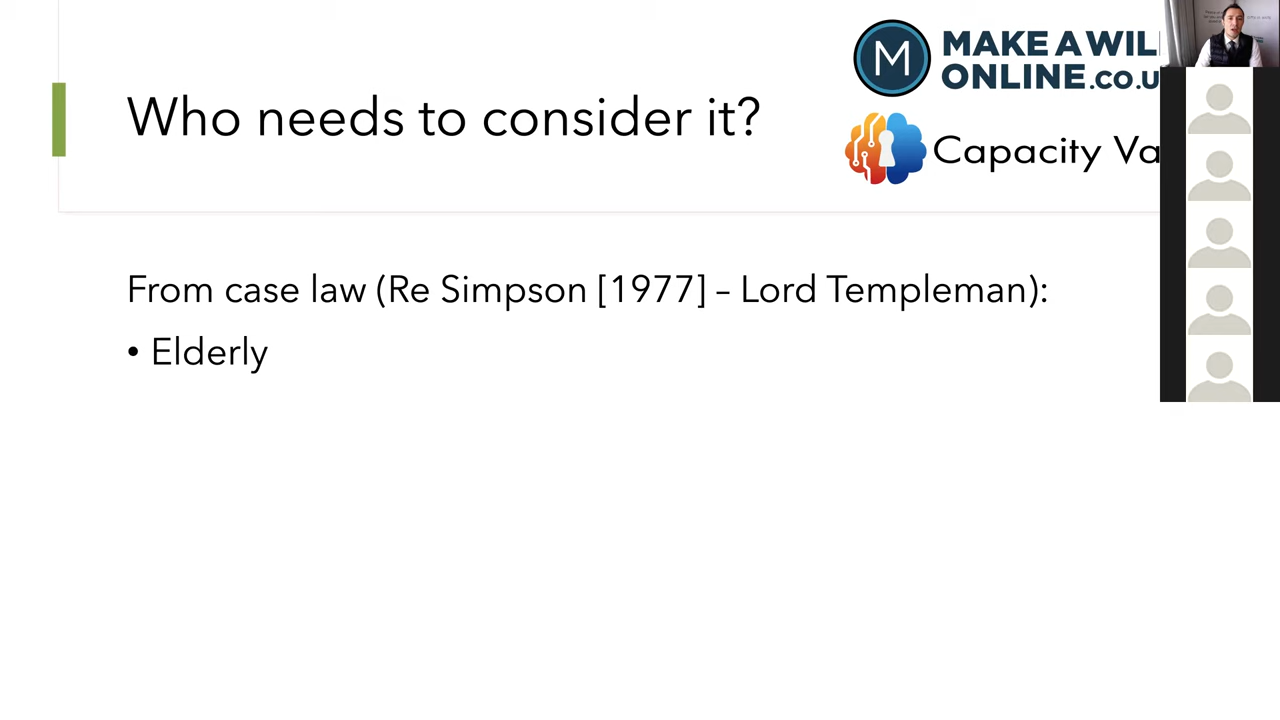 Who needs to consider it?
M
MAKE A WIL
ONLINE.co.u
Capacity Va
From case law (Re Simpson [1977] – Lord Templeman):
• Elderly